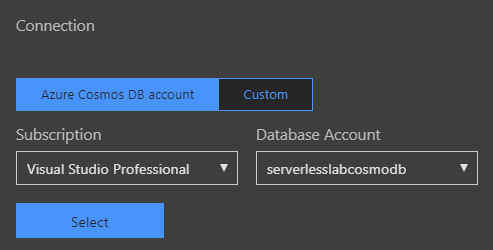 Connection
Azure Cosmos DB account Custom
Subscription Database Account
Visual Studio Professional serverlesslabcosmodb
Select